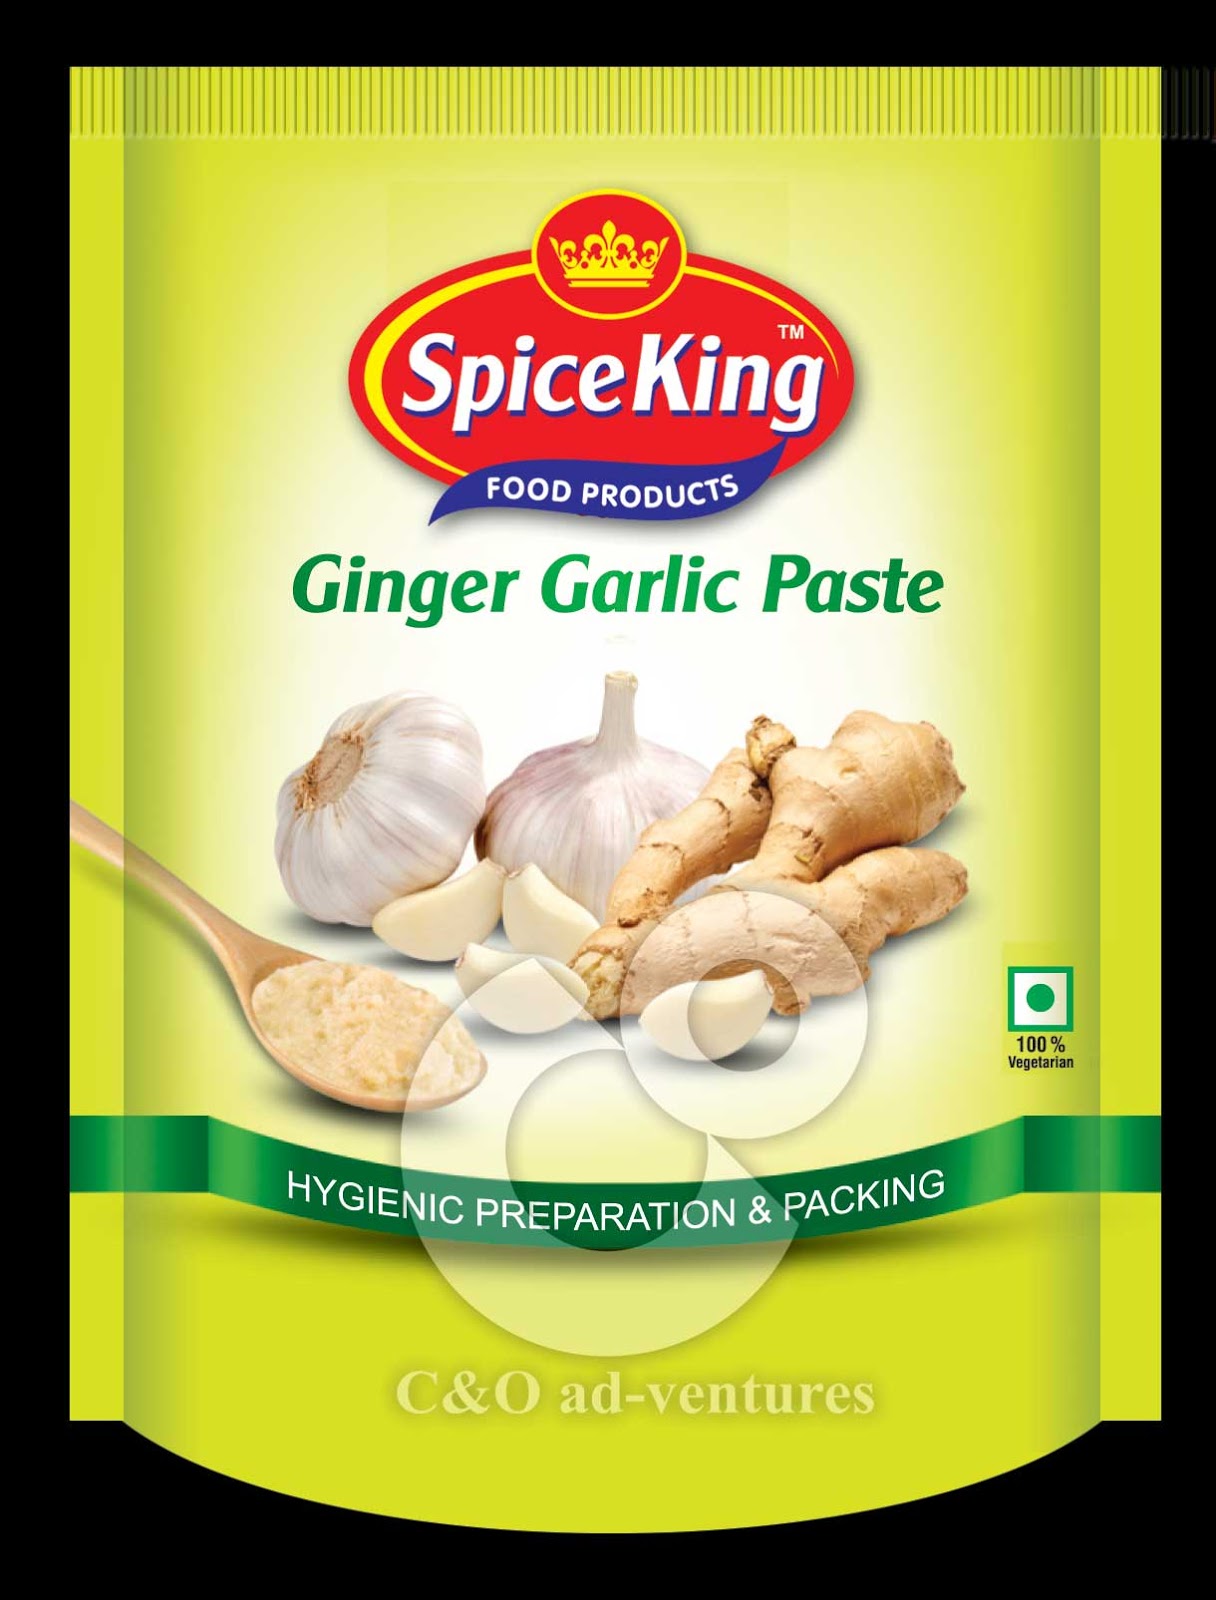 SpiceKing
TM
FOOD PRODUCTS
Ginger Garlic Paste
100 %
Vegetarian
HYGIENIC PREPARATION & PACKING
C&O ad-ventures